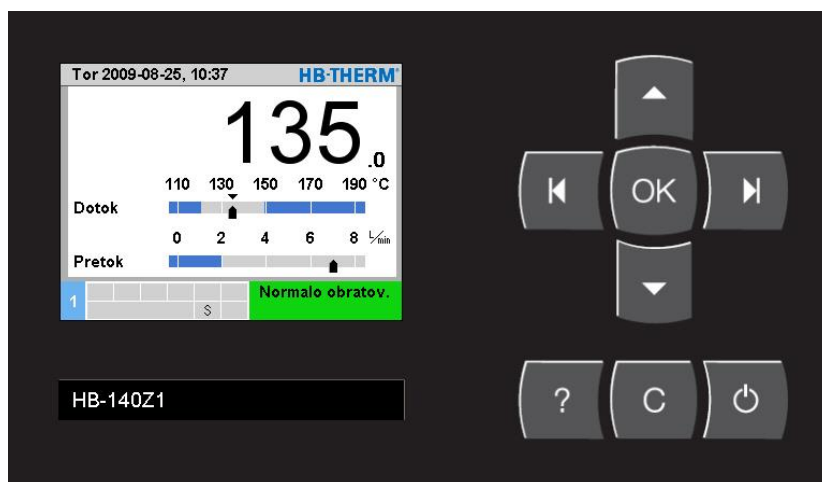 Tor 2009-08-25, 10:37 HB-THERM®
135.0
110 130 150 170 190 °C
Dotok
0 2 4 6 8 L/min
Pretok
1 Normalo obratov.
S
HB-140Z1
OK
? C